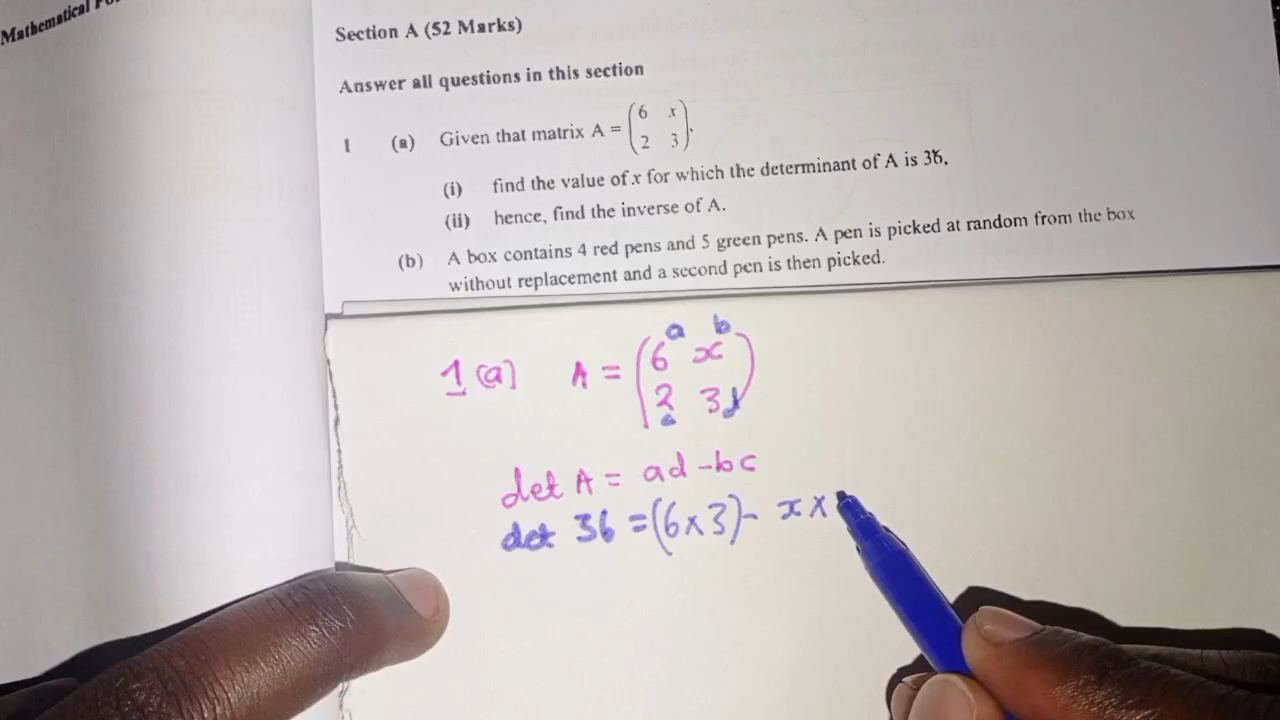 Mathematical
Section A (52 Marks)
Answer all questions in this section
1 (a) Given that matrix A = (6 x
2 3).
(i) find the value of x for which the determinant of A is 36,
(ii) hence, find the inverse of A.
(b) A box contains 4 red pens and 5 green pens. A pen is picked at random from the box
without replacement and a second pen is then picked.
a b
1 (a) A = (6 x
2 3)
d
det A = ad - bc
det 36 = (6 x 3) - x x